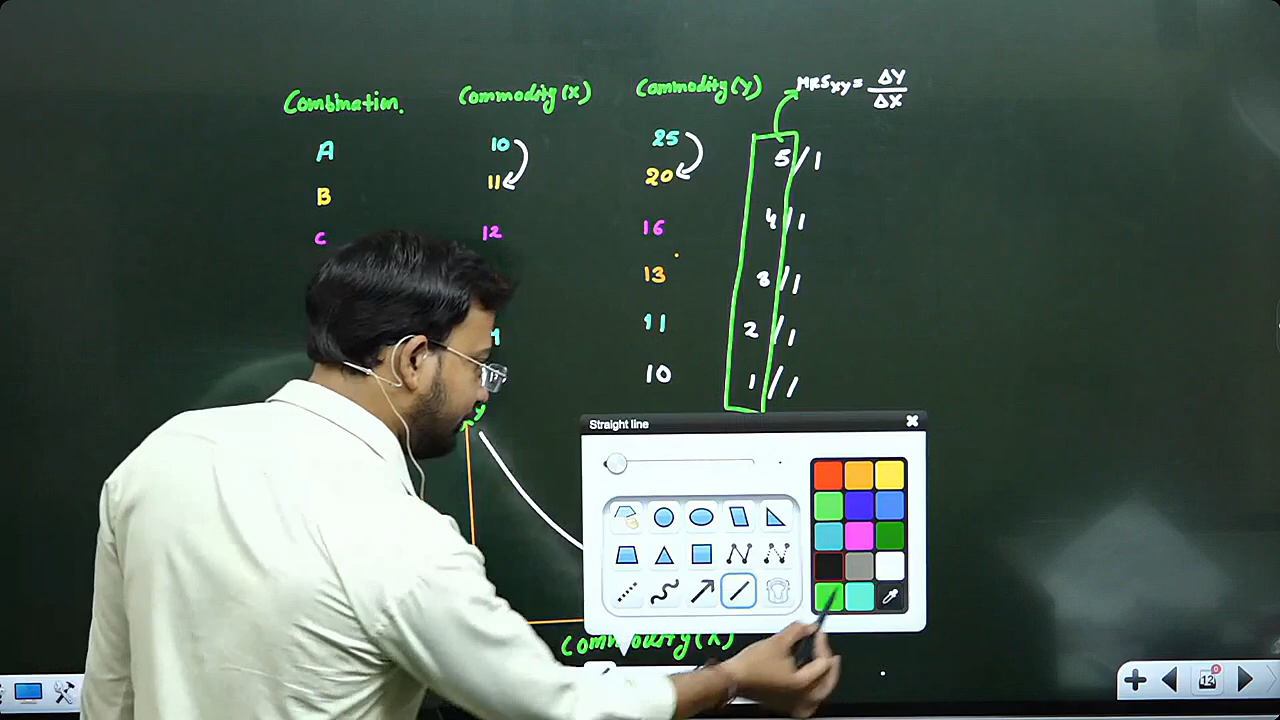 Combination. Commodity(X) Commodity(Y) MRSxy = ΔY/ΔX
A 10 25 5/1
B 11 20
C 12 16 4/1
13 3/1
11 2/1
10 1/1
y
Straight line
Commodity(X)
12